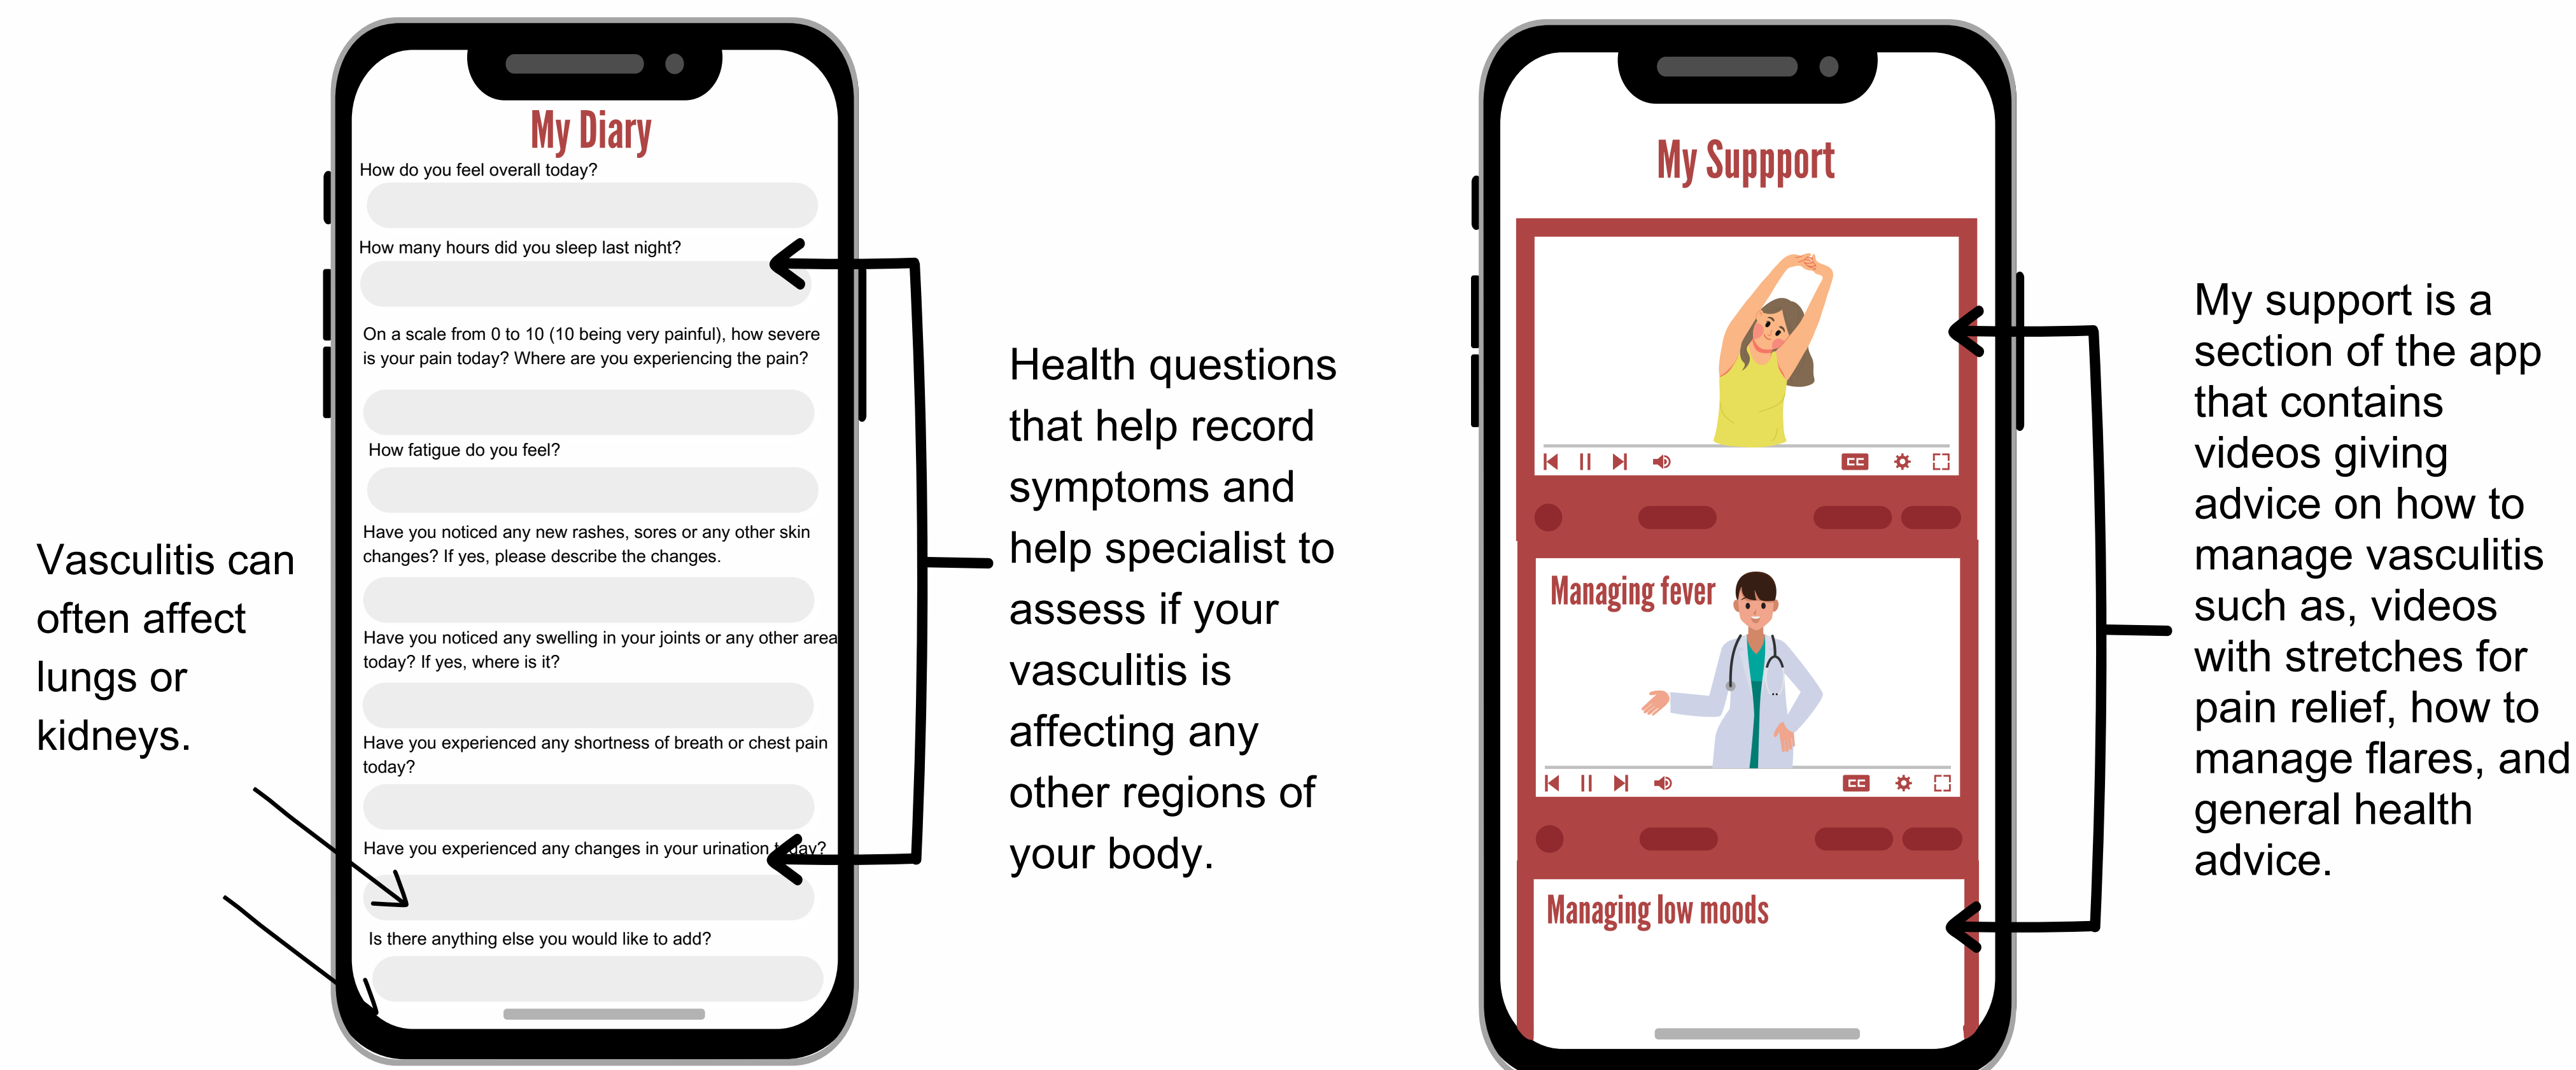 My Diary
How do you feel overall today?
How many hours did you sleep last night?
On a scale from 0 to 10 (10 being very painful), how severe
is your pain today? Where are you experiencing the pain?
How fatigue do you feel?
Have you noticed any new rashes, sores or any other skin
changes? If yes, please describe the changes.
Have you noticed any swelling in your joints or any other area
today? If yes, where is it?
Have you experienced any shortness of breath or chest pain
today?
Have you experienced any changes in your urination today?
Is there anything else you would like to add?
Vasculitis can
often affect
lungs or
kidneys.
Health questions
that help record
symptoms and
help specialist to
assess if your
vasculitis is
affecting any
other regions of
your body.
My Suppport
CC
Managing fever
CC
Managing low moods
My support is a
section of the app
that contains
videos giving
advice on how to
manage vasculitis
such as, videos
with stretches for
pain relief, how to
manage flares, and
general health
advice.